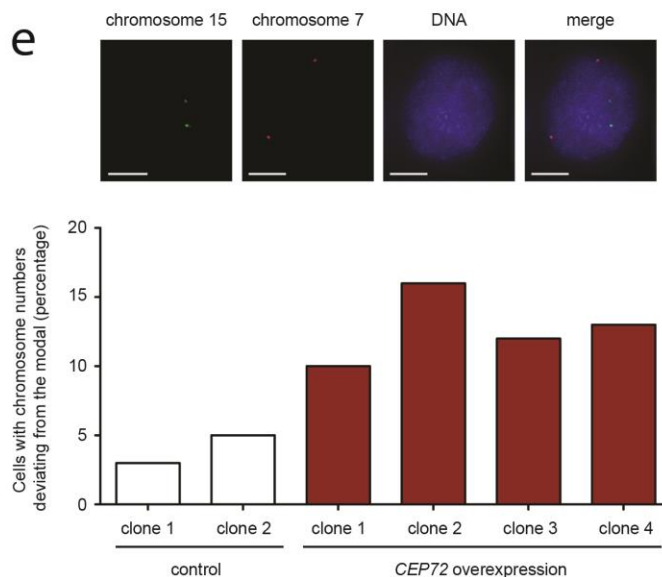 e
chromosome 15 chromosome 7 DNA merge
Cells with chromosome numbers
deviating from the modal (percentage)
20
15
10
5
0
clone 1 clone 2 clone 1 clone 2 clone 3 clone 4
control CEP72 overexpression